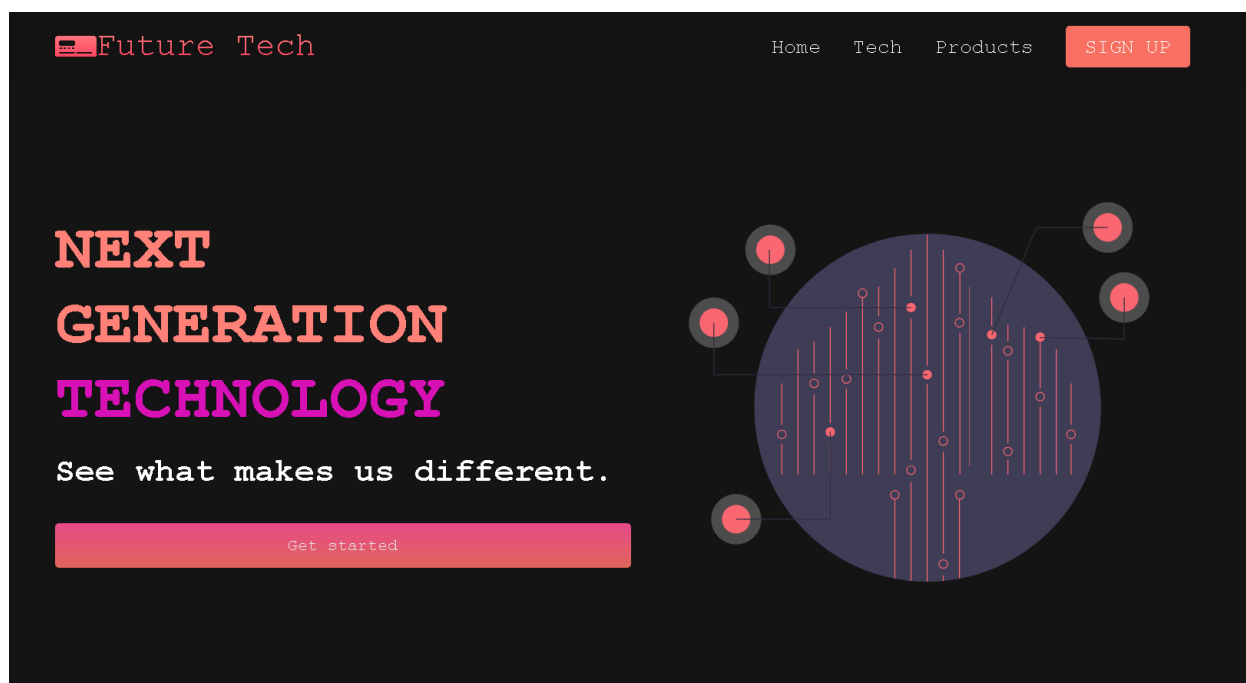 Future Tech
Home Tech Products SIGN UP
NEXT
GENERATION
TECHNOLOGY
See what makes us different.
Get started